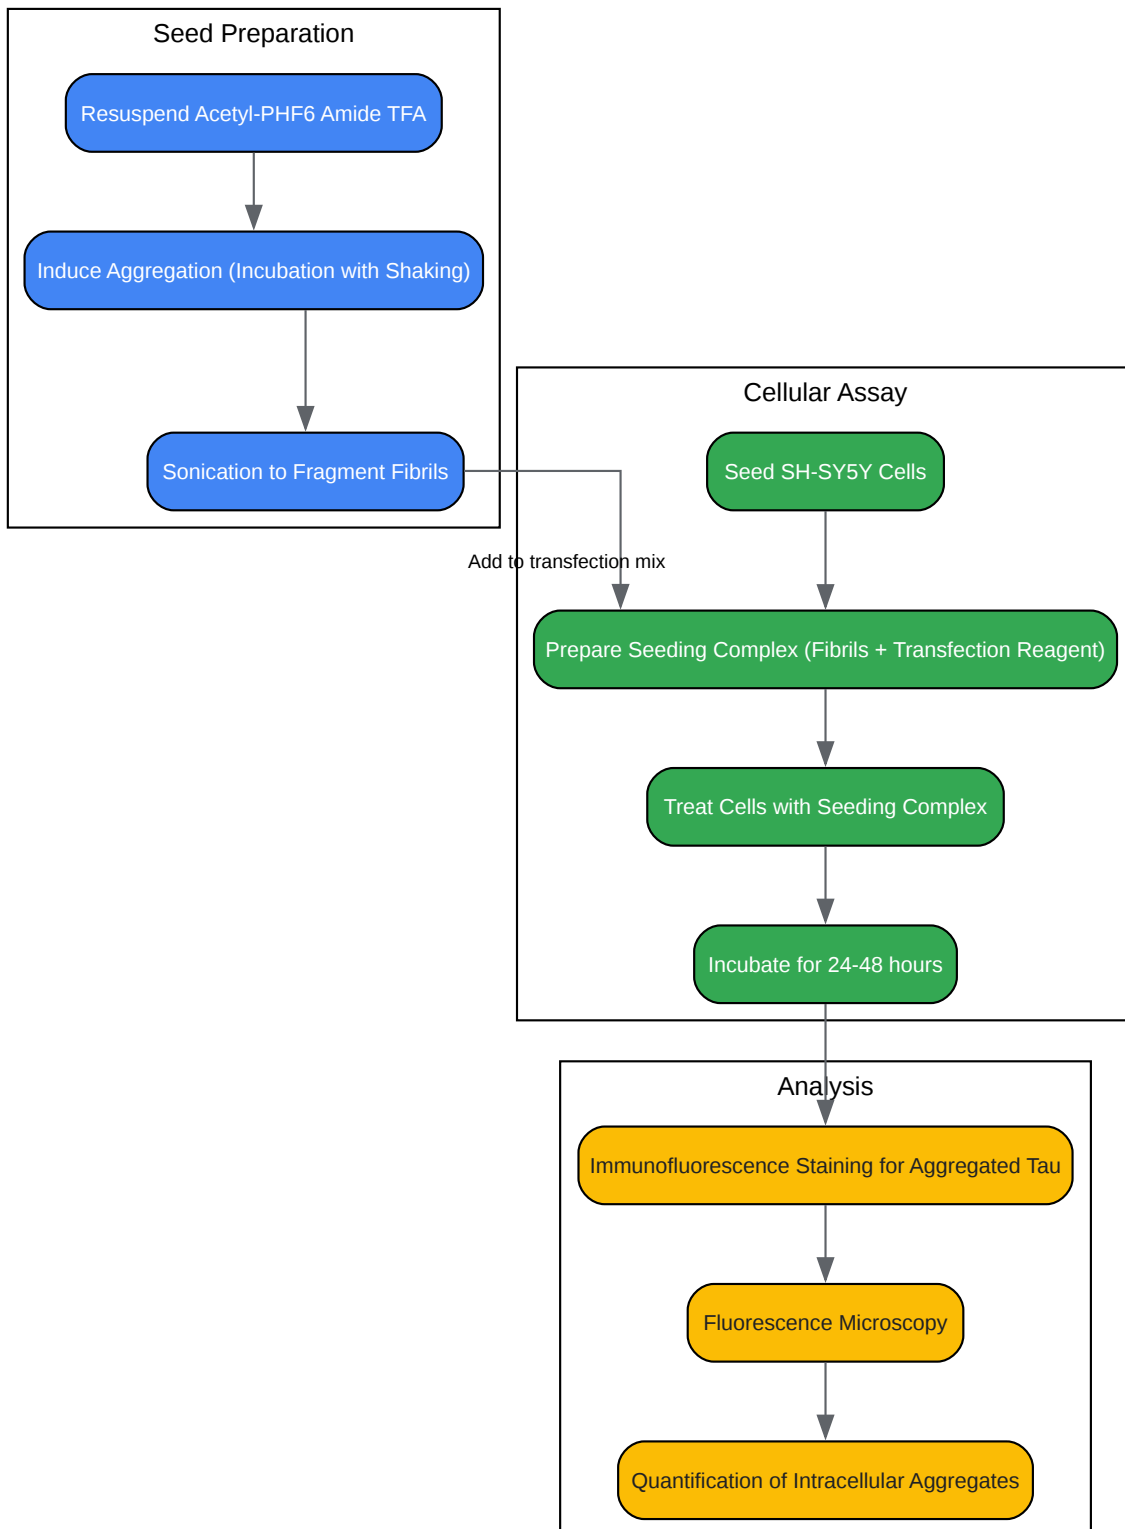 Seed Preparation
Resuspend Acetyl-PHF6 Amide TFA
Induce Aggregation (Incubation with Shaking)
Sonication to Fragment Fibrils
Add to transfection mix
Cellular Assay
Seed SH-SY5Y Cells
Prepare Seeding Complex (Fibrils + Transfection Reagent)
Treat Cells with Seeding Complex
Incubate for 24-48 hours
Analysis
Immunofluorescence Staining for Aggregated Tau
Fluorescence Microscopy
Quantification of Intracellular Aggregates